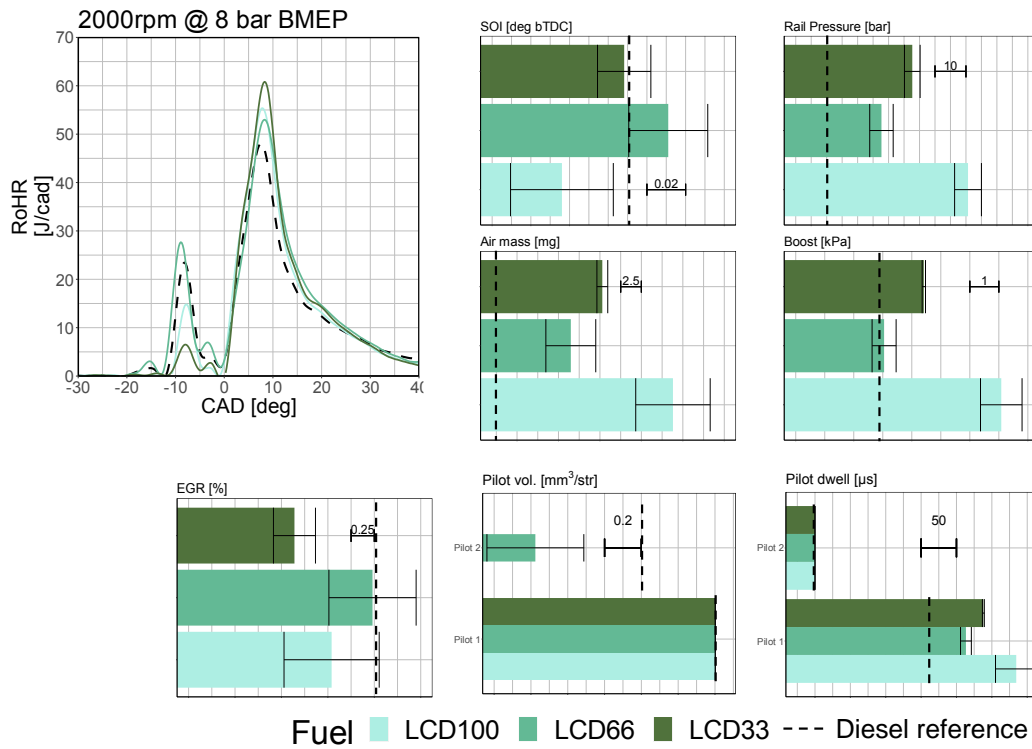 2000rpm @ 8 bar BMEP
RoHR
[J/cad]
70
60
50
40
30
20
10
0
-30 -20 -10 0 10 20 30 40
CAD [deg]
SOI [deg bTDC]
0.02
Rail Pressure [bar]
10
Air mass [mg]
2.5
Boost [kPa]
1
EGR [%]
0.25
Pilot vol. [mm³/str]
0.2
Pilot 2
Pilot 1
Pilot dwell [µs]
50
Pilot 2
Pilot 1
Fuel LCD100 LCD66 LCD33 Diesel reference